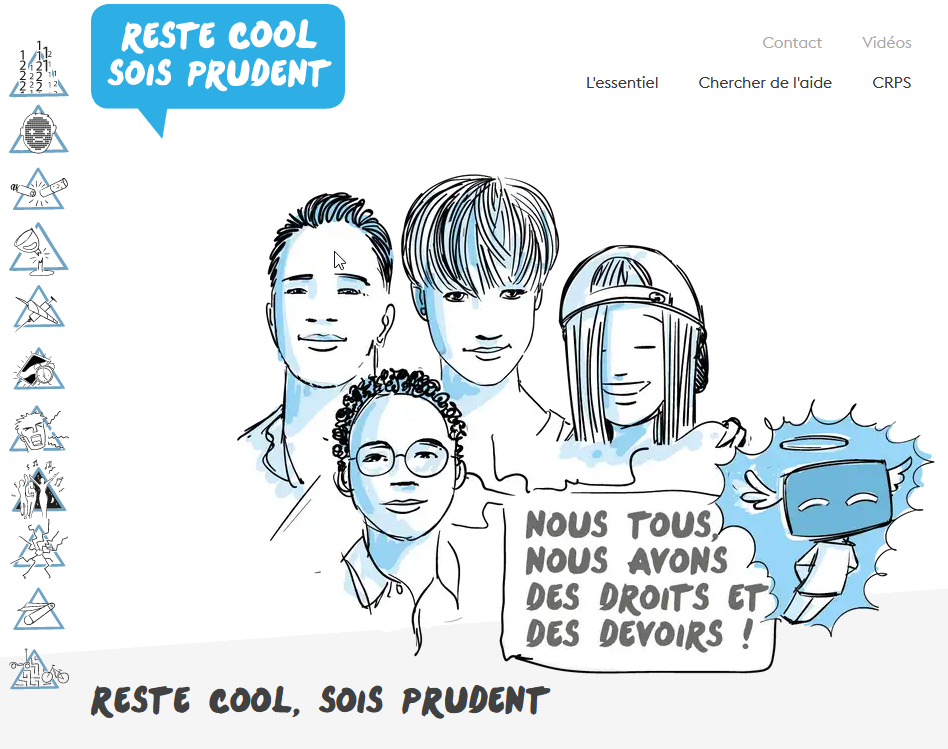 RESTE COOL
SOIS PRUDENT
Contact Vidéos
L'essentiel Chercher de l'aide CRPS
NOUS TOUS,
NOUS AVONS
DES DROITS ET
DES DEVOIRS !
RESTE COOL, SOIS PRUDENT